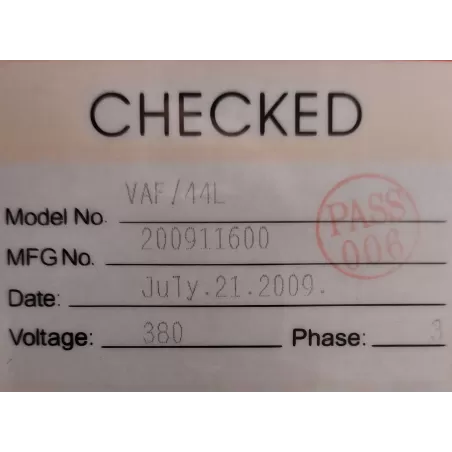 CHECKED
Model No. VAF/44L
MFG No. 200911600
Date: July.21.2009.
Voltage: 380 Phase: 3
PASS
006